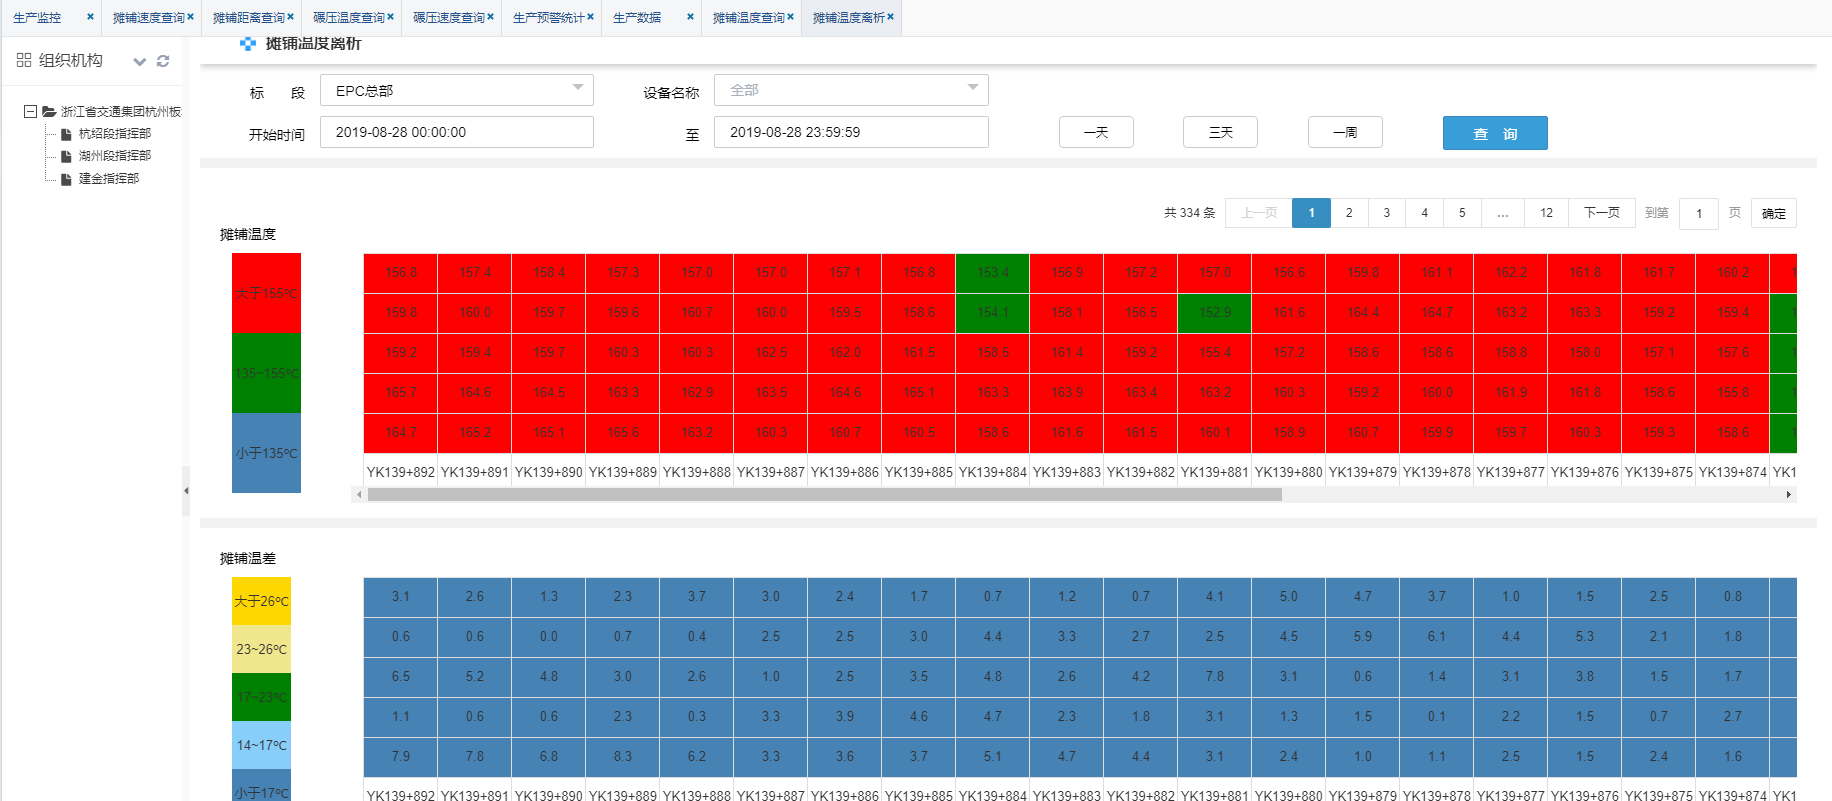 生产监控 × 摊铺速度查询× 摊铺距离查询× 碾压温度查询× 碾压速度查询× 生产预警统计× 生产数据 × 摊铺温度查询× 摊铺温度离析×
组织机构
摊铺温度离析
浙江省交通集团杭州板
杭绍段指挥部
湖州段指挥部
建金指挥部
标 段 EPC总部 设备名称 全部
开始时间 2019-08-28 00:00:00 至 2019-08-28 23:59:59 一天 三天 一周 查 询
共 334 条 上一页 1 2 3 4 5 … 12 下一页 到第 1 页 确定
摊铺温度
大于155ºC
135~155ºC
小于135ºC
156.8 157.4 158.4 157.3 157.0 157.0 157.1 156.8 153.4 156.9 157.2 157.0 156.6 159.8 161.1 162.2 161.8 161.7 160.2
159.8 160.0 159.7 159.6 160.7 160.0 159.5 158.6 154.1 158.1 156.5 152.9 161.6 164.4 164.7 163.2 163.3 159.2 159.4
159.2 159.4 159.7 160.3 160.3 162.5 162.0 161.5 158.5 161.4 159.2 155.4 157.2 158.6 158.6 158.8 158.0 157.1 157.6
165.7 164.6 164.5 163.3 162.9 163.5 164.6 165.1 163.3 163.9 163.4 163.2 160.3 159.2 160.0 161.9 161.8 158.6 155.8
164.7 165.2 165.1 165.6 163.2 160.3 160.7 160.5 158.6 161.6 161.5 160.1 158.9 160.7 159.9 159.7 160.3 159.3 158.6
YK139+892 YK139+891 YK139+890 YK139+889 YK139+888 YK139+887 YK139+886 YK139+885 YK139+884 YK139+883 YK139+882 YK139+881 YK139+880 YK139+879 YK139+878 YK139+877 YK139+876 YK139+875 YK139+874 YK1
摊铺温差
大于26ºC
23~26ºC
17~23ºC
14~17ºC
小于17ºC
3.1 2.6 1.3 2.3 3.7 3.0 2.4 1.7 0.7 1.2 0.7 4.1 5.0 4.7 3.7 1.0 1.5 2.5 0.8
0.6 0.6 0.0 0.7 0.4 2.5 2.5 3.0 4.4 3.3 2.7 2.5 4.5 5.9 6.1 4.4 5.3 2.1 1.8
6.5 5.2 4.8 3.0 2.6 1.0 2.5 3.5 4.8 2.6 4.2 7.8 3.1 0.6 1.4 3.1 3.8 1.5 1.7
1.1 0.6 0.6 2.3 0.3 3.3 3.9 4.6 4.7 2.3 1.8 3.1 1.3 1.5 0.1 2.2 1.5 0.7 2.7
7.9 7.8 6.8 8.3 6.2 3.3 3.6 3.7 5.1 4.7 4.4 3.1 2.4 1.0 1.1 2.5 1.5 2.4 1.6
YK139+892 YK139+891 YK139+890 YK139+889 YK139+888 YK139+887 YK139+886 YK139+885 YK139+884 YK139+883 YK139+882 YK139+881 YK139+880 YK139+879 YK139+878 YK139+877 YK139+876 YK139+875 YK139+874 YK1